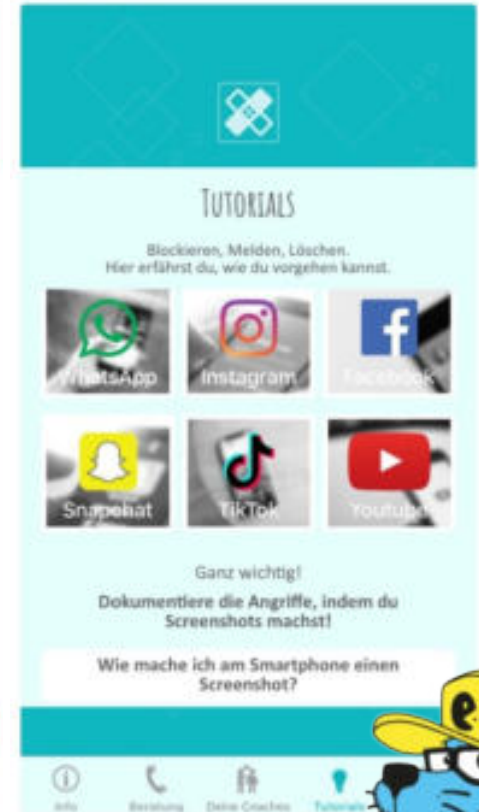 TUTORIALS
Blockieren, Melden, Löschen.
Hier erfährst du, wie du vorgehen kannst.
WhatsApp
Instagram
Facebook
Snapchat
TikTok
Youtube
Ganz wichtig!
Dokumentiere die Angriffe, indem du
Screenshots machst!
Wie mache ich am Smartphone einen
Screenshot?
e
Info
Beratung
Deine Coaches
Tutorials